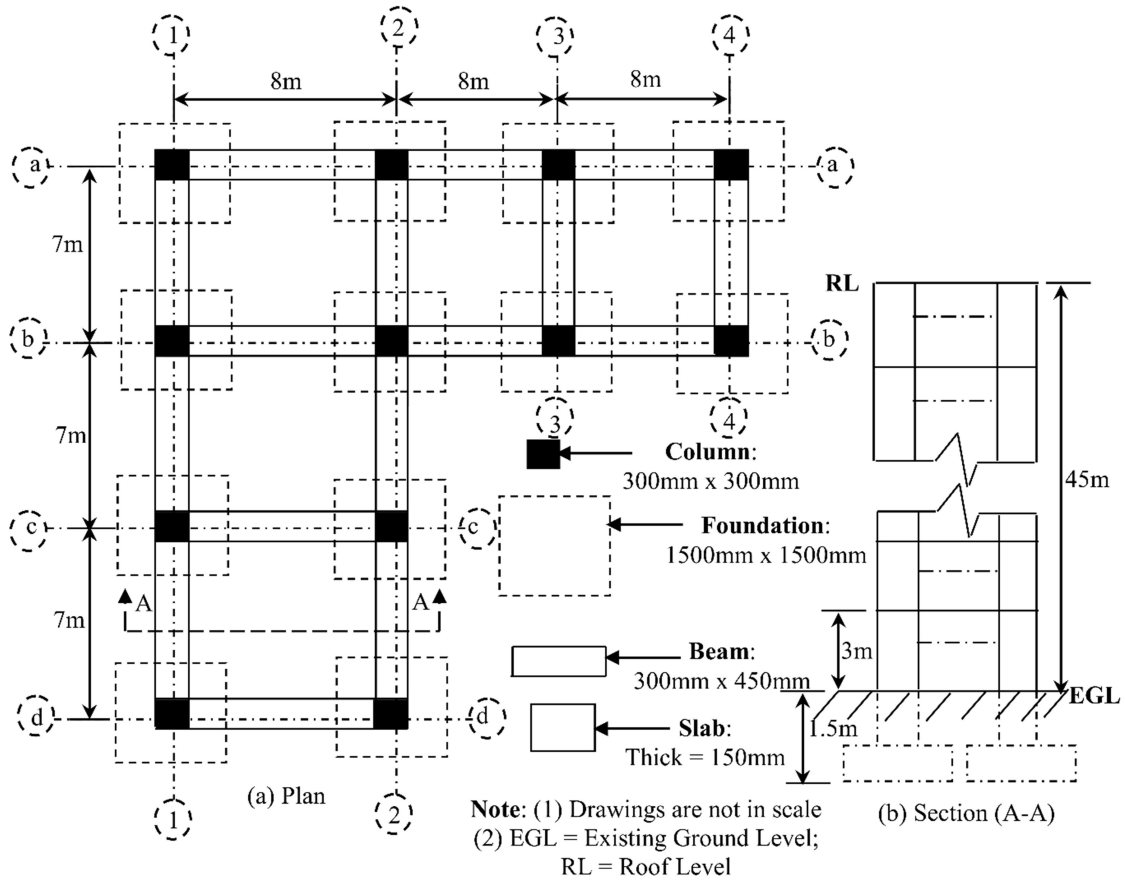 1
2
3
4
8m
8m
8m
a
a
7m
b
b
RL
7m
3
4
Column:
300mm x 300mm
45m
c
c
Foundation:
1500mm x 1500mm
A
A
7m
3m
Beam:
300mm x 450mm
EGL
d
d
1.5m
Slab:
Thick = 150mm
(a) Plan
1
2
Note: (1) Drawings are not in scale
(2) EGL = Existing Ground Level;
RL = Roof Level
(b) Section (A-A)